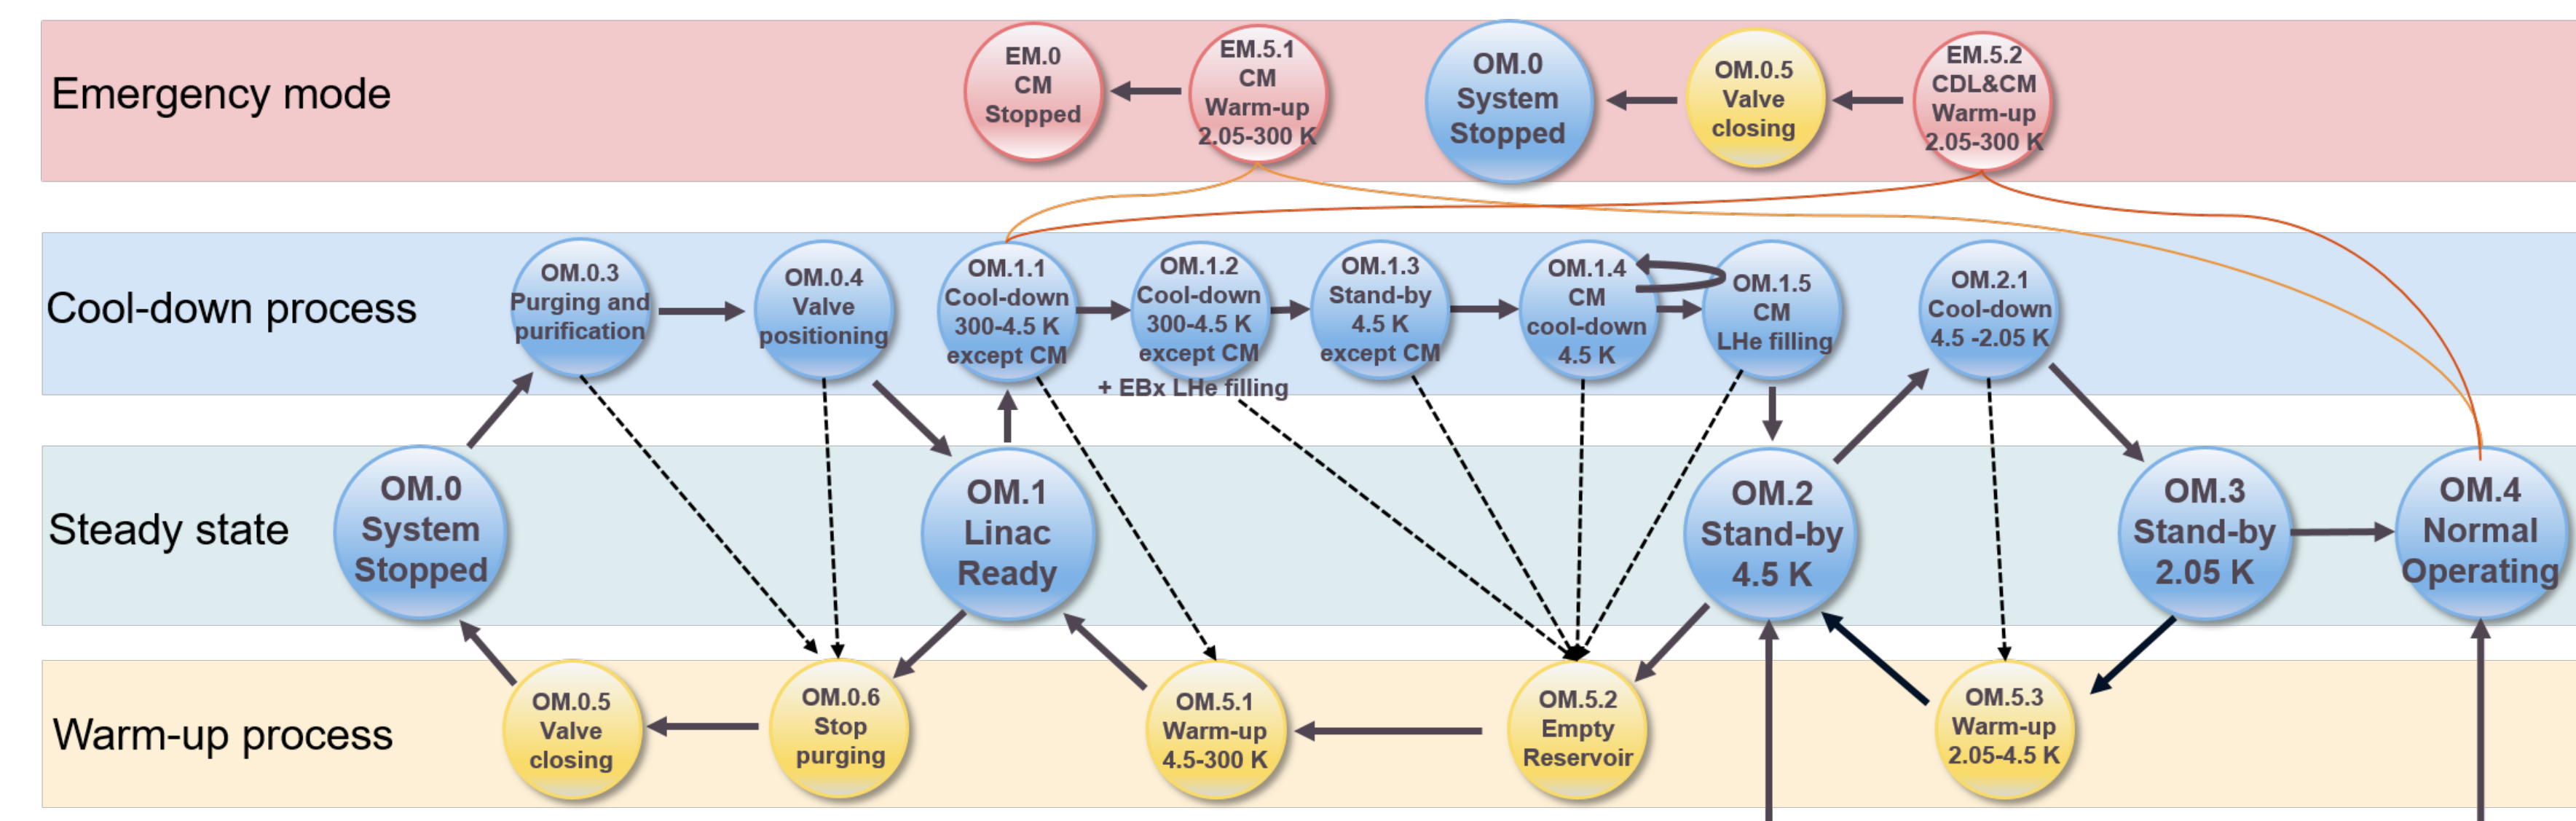 Emergency mode
EM.0
CM
Stopped
EM.5.1
CM
Warm-up
2.05-300 K
OM.0
System
Stopped
OM.0.5
Valve
closing
EM.5.2
CDL&CM
Warm-up
2.05-300 K
Cool-down process
OM.0.3
Purging and
purification
OM.0.4
Valve
positioning
OM.1.1
Cool-down
300-4.5 K
except CM
OM.1.2
Cool-down
300-4.5 K
except CM
+ EBx LHe filling
OM.1.3
Stand-by
4.5 K
except CM
OM.1.4
CM
cool-down
4.5 K
OM.1.5
CM
LHe filling
OM.2.1
Cool-down
4.5 -2.05 K
Steady state
OM.0
System
Stopped
OM.1
Linac
Ready
OM.2
Stand-by
4.5 K
OM.3
Stand-by
2.05 K
OM.4
Normal
Operating
Warm-up process
OM.0.5
Valve
closing
OM.0.6
Stop
purging
OM.5.1
Warm-up
4.5-300 K
OM.5.2
Empty
Reservoir
OM.5.3
Warm-up
2.05-4.5 K